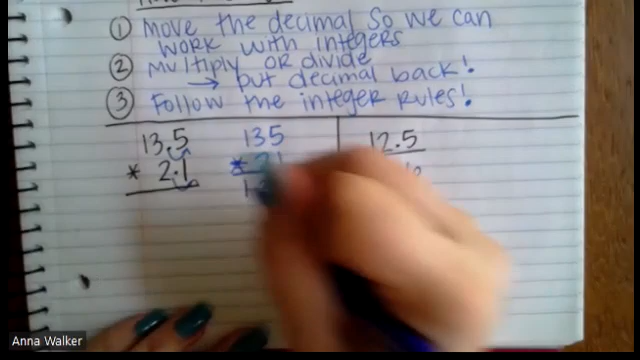 ① Move the decimal so we can
work with integers
② Multiply or divide
→ put decimal back!
③ Follow the integer rules!
13.5
* 2.1
135
* 21
12.5
Anna Walker